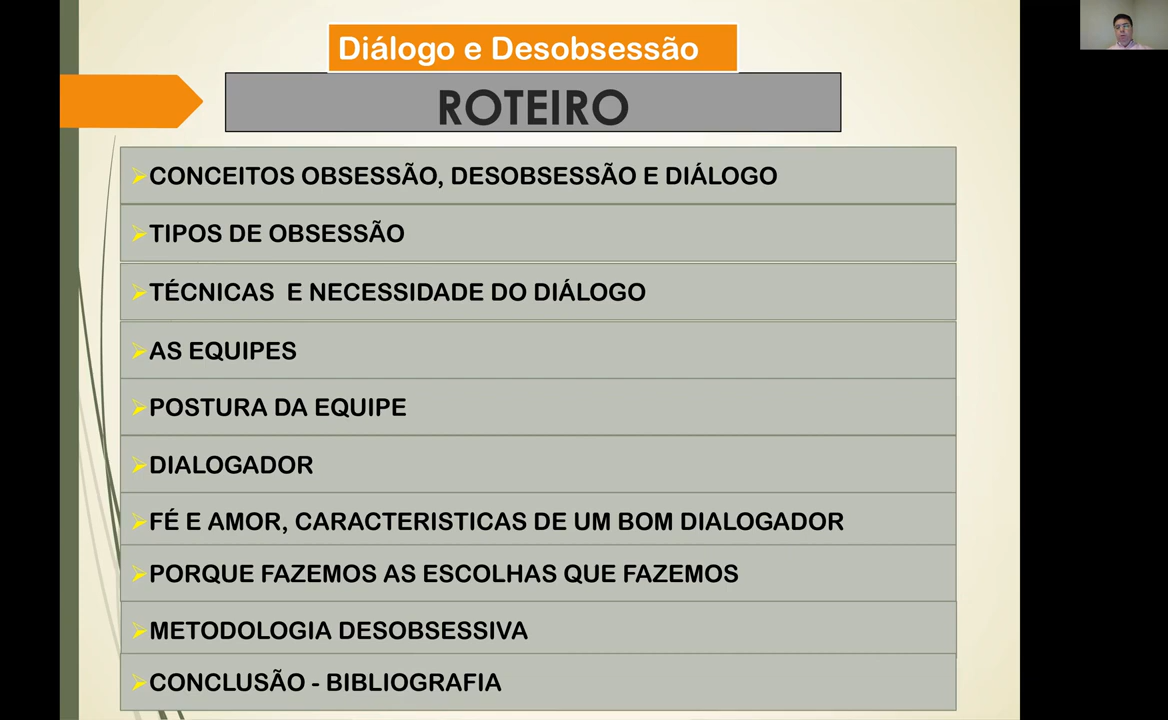 Diálogo e Desobsessão
ROTEIRO
CONCEITOS OBSESSÃO, DESOBSESSÃO E DIÁLOGO
TIPOS DE OBSESSÃO
TÉCNICAS E NECESSIDADE DO DIÁLOGO
AS EQUIPES
POSTURA DA EQUIPE
DIALOGADOR
FÉ E AMOR, CARACTERISTICAS DE UM BOM DIALOGADOR
PORQUE FAZEMOS AS ESCOLHAS QUE FAZEMOS
METODOLOGIA DESOBSESSIVA
CONCLUSÃO - BIBLIOGRAFIA